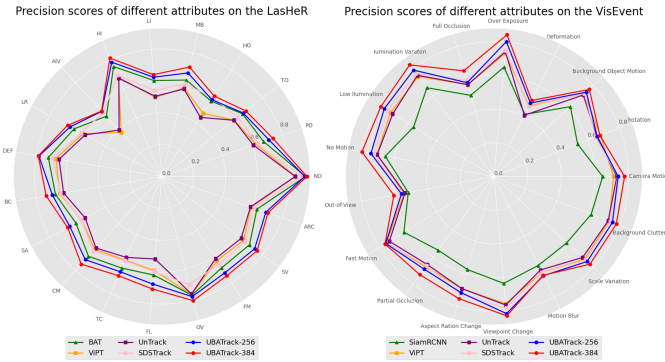 Precision scores of different attributes on the LasHeR
LI
MB
HO
TO
PO
NO
ARC
SV
PM
OV
FL
TC
CM
SA
BC
DEF
LR
AIV
HI
0.0
0.2
0.4
0.6
0.8
BAT
ViPT
UnTrack
SDSTrack
UBATrack-256
UBATrack-384
Precision scores of different attributes on the VisEvent
Over Exposure
Deformation
Background Object Motion
Rotation
Camera Motion
Background Clutter
Scale Variation
Motion Blur
Viewpoint Change
Aspect Ration Change
Partial Occlusion
Fast Motion
Out-of-View
No Motion
Low Ilumination
lumination Variaton
Full Occlusion
0.0
0.2
0.4
0.6
0.8
SiamRCNN
ViPT
UnTrack
SDSTrack
UBATrack-256
UBATrack-384